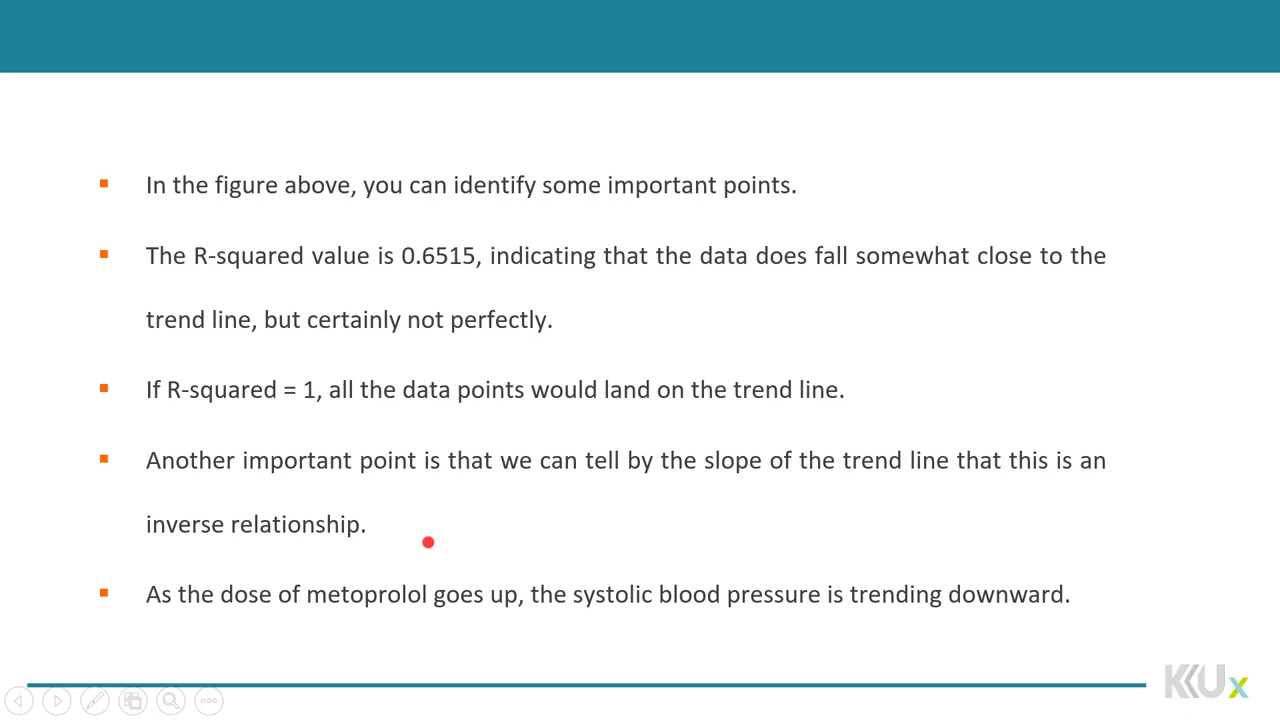 In the figure above, you can identify some important points.
The R-squared value is 0.6515, indicating that the data does fall somewhat close to the
trend line, but certainly not perfectly.
If R-squared = 1, all the data points would land on the trend line.
Another important point is that we can tell by the slope of the trend line that this is an
inverse relationship.
As the dose of metoprolol goes up, the systolic blood pressure is trending downward.
KKUx